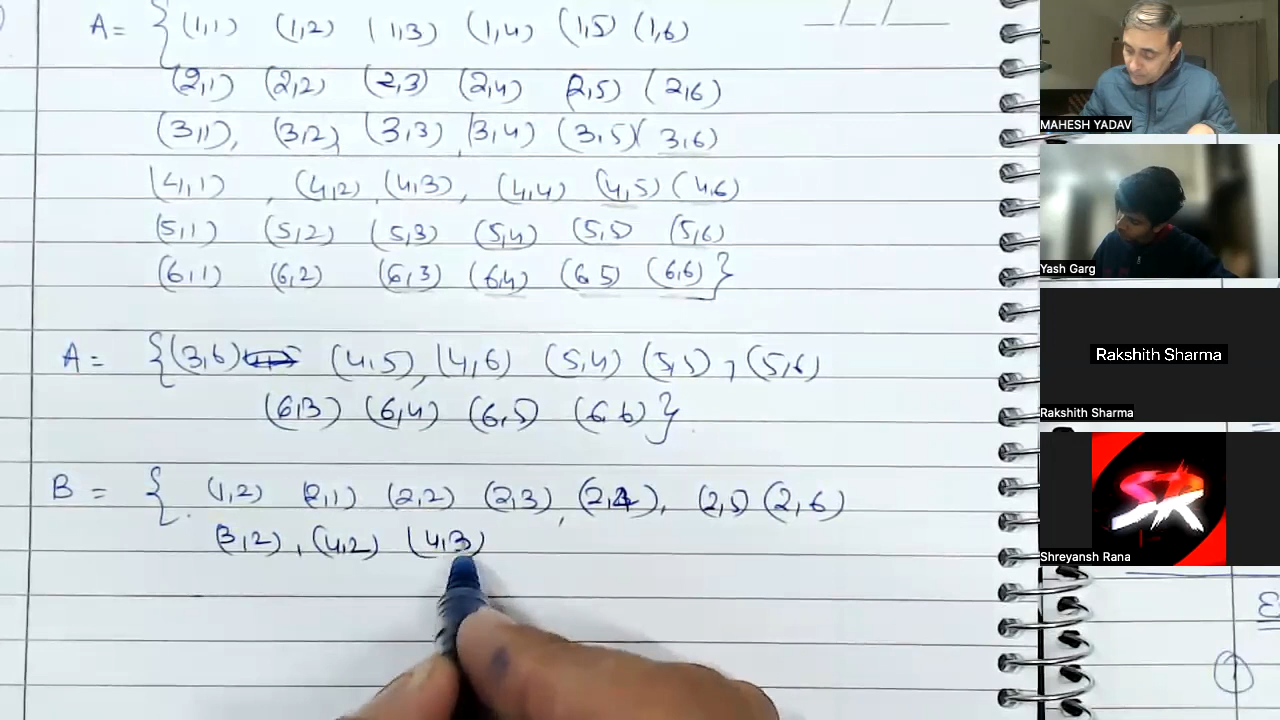 A = { (1,1) (1,2) (1,3) (1,4) (1,5) (1,6)
(2,1) (2,2) (2,3) (2,4) (2,5) (2,6)
(3,1), (3,2), (3,3), (3,4) (3,5) (3,6)
(4,1), (4,2), (4,3), (4,4) (4,5) (4,6)
(5,1) (5,2) (5,3) (5,4) (5,5) (5,6)
(6,1) (6,2) (6,3) (6,4) (6,5) (6,6) }
A = { (3,6) (4,5), (4,6) (5,4) (5,5), (5,6)
(6,3) (6,4) (6,5) (6,6) }
B = { (1,2) (2,1) (2,2) (2,3), (2,4), (2,5) (2,6)
(3,2), (4,2) (4,3)
MAHESH YADAV
Yash Garg
Rakshith Sharma
Rakshith Sharma
SK
Shreyansh Rana
1